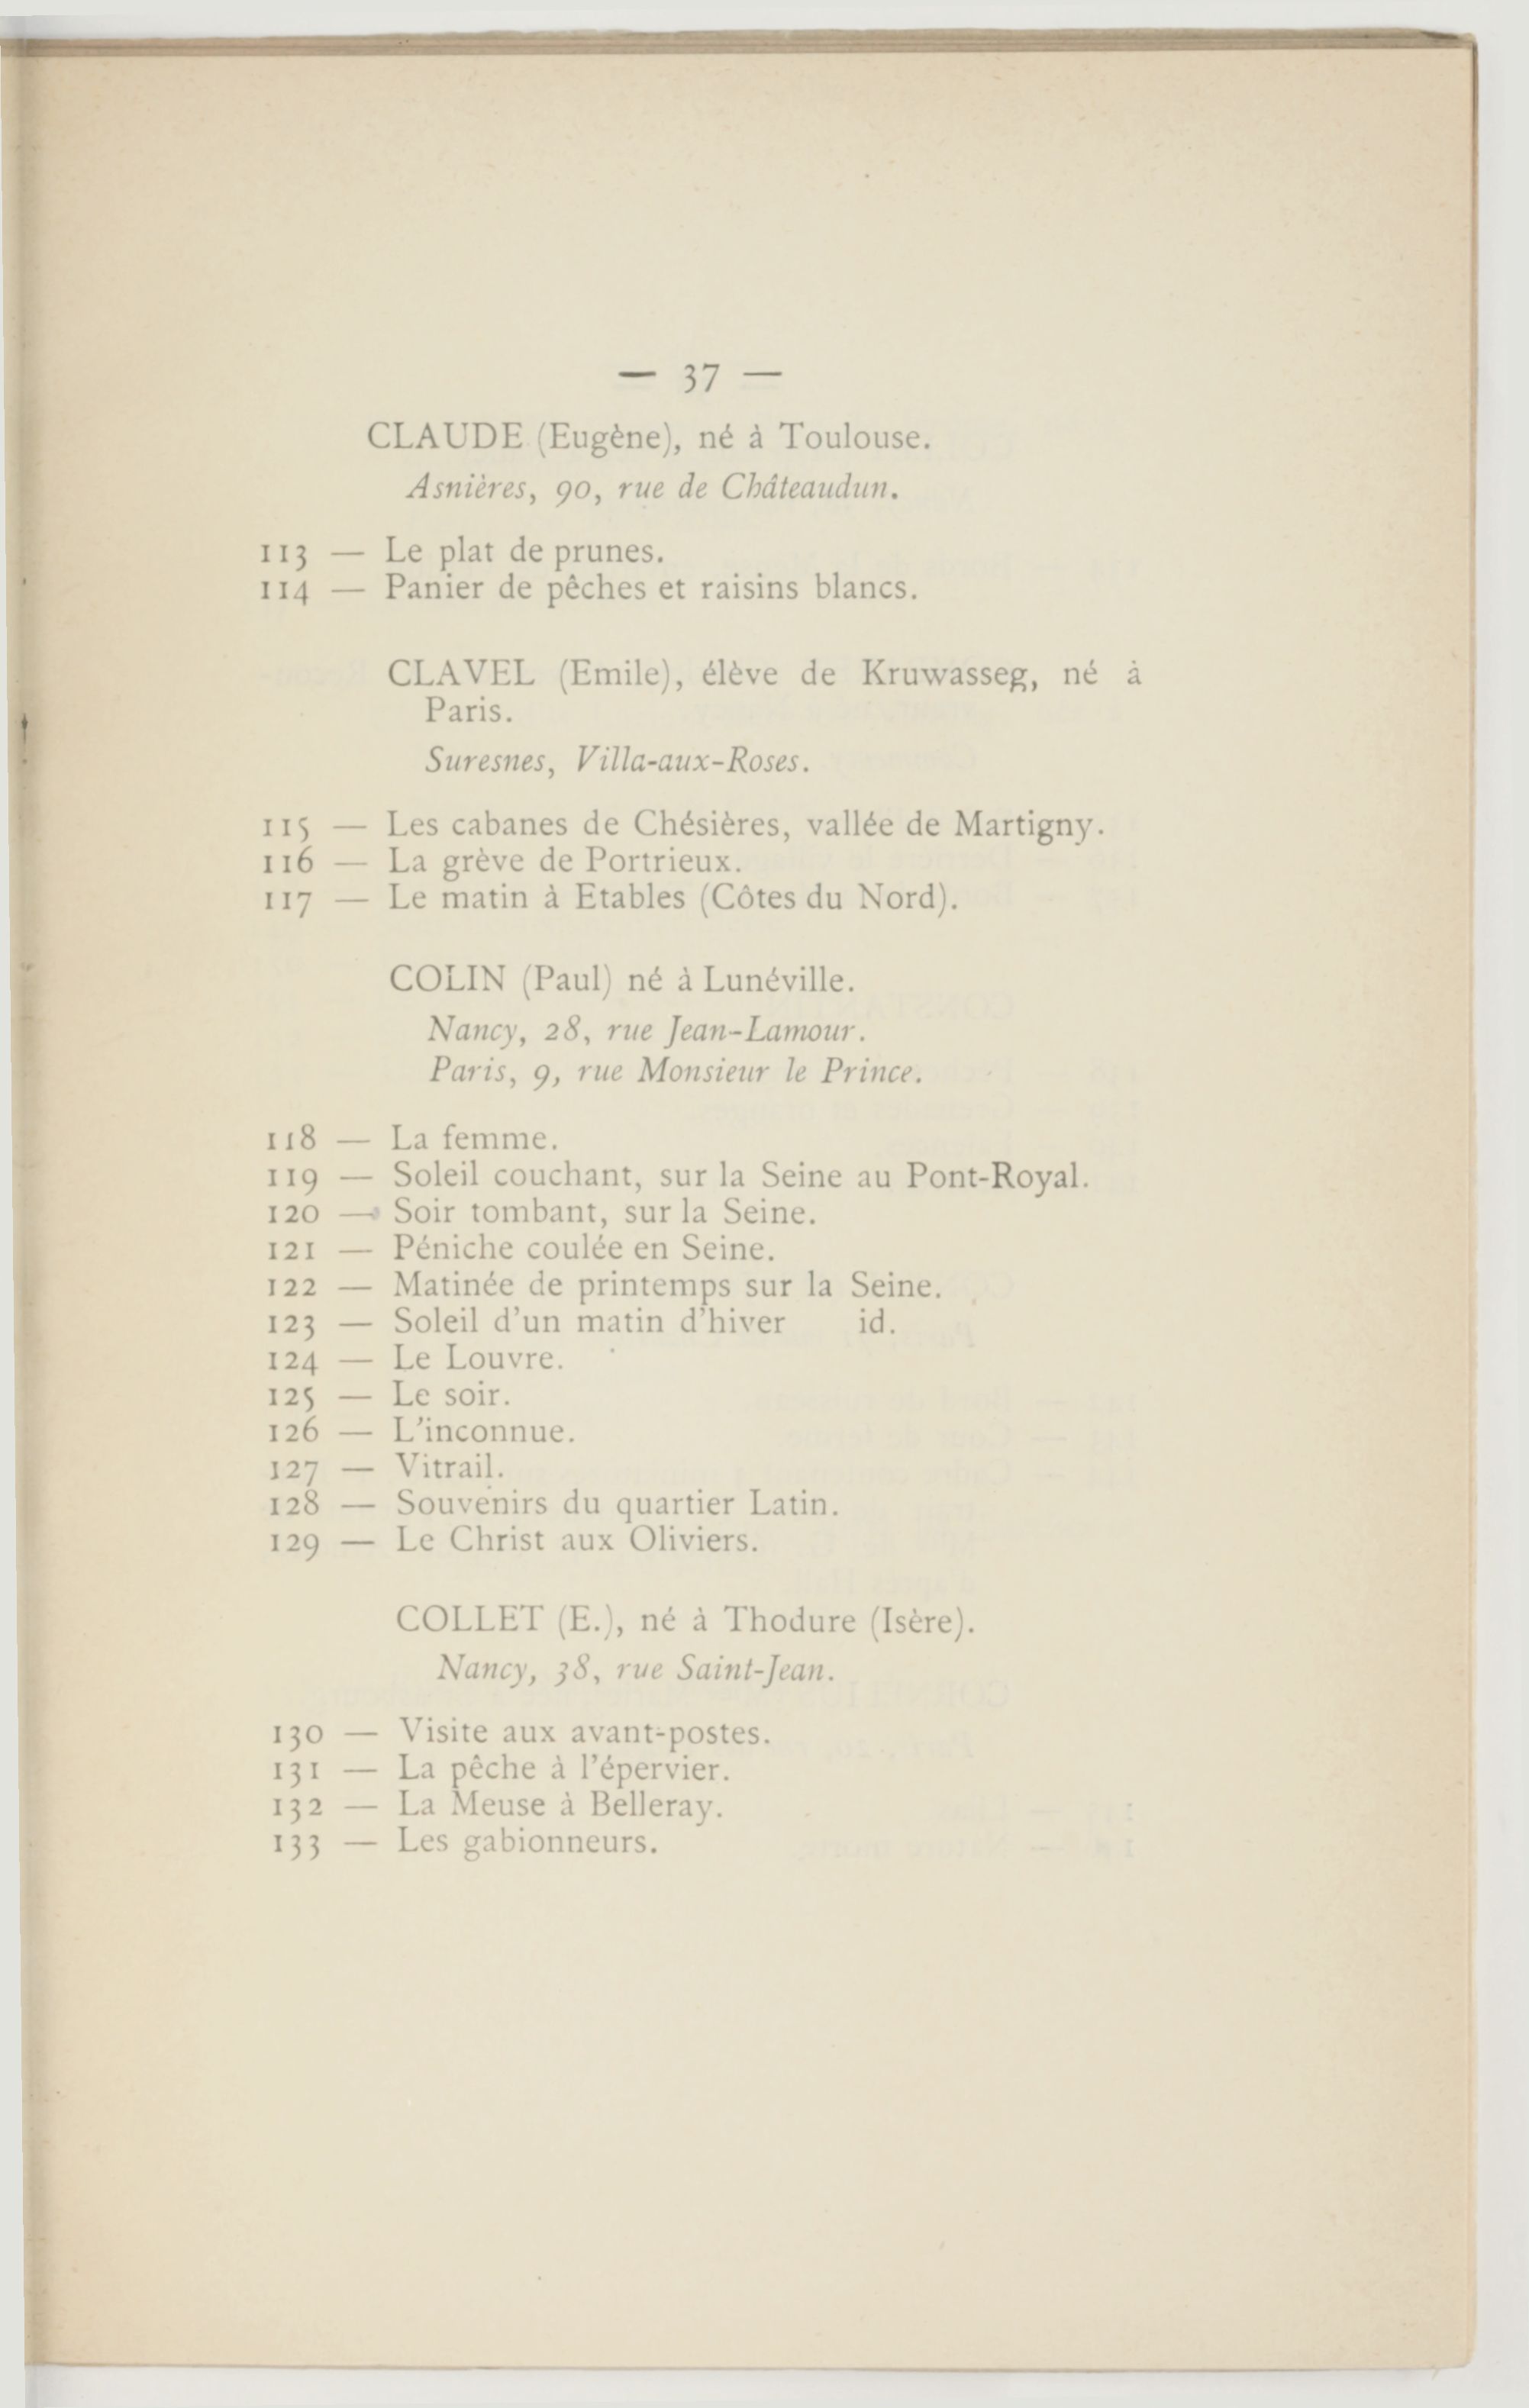 — 37 —
CLAUDE (Eugène), né à Toulouse.
Asnières, 90, rue de Châteaudun.
113 — Le plat de prunes.
114 — Panier de pêches et raisins blancs.
CLAVEL (Emile), élève de Kruwasseg, né à
Paris.
Suresnes, Villa-aux-Roses.
115 — Les cabanes de Chésières, vallée de Martigny.
116 — La grève de Portrieux.
117 — Le matin à Etables (Côtes du Nord).
COLIN (Paul) né à Lunéville.
Nancy, 28, rue Jean-Lamour.
Paris, 9, rue Monsieur le Prince.
118 — La femme.
119 — Soleil couchant, sur la Seine au Pont-Royal.
120 — Soir tombant, sur la Seine.
121 — Péniche coulée en Seine.
122 — Matinée de printemps sur la Seine.
123 — Soleil d'un matin d'hiver id.
124 — Le Louvre.
125 — Le soir.
126 — L'inconnue.
127 — Vitrail.
128 — Souvenirs du quartier Latin.
129 — Le Christ aux Oliviers.
COLLET (E.), né à Thodure (Isère).
Nancy, 38, rue Saint-Jean.
130 — Visite aux avant-postes.
131 — La pêche à l'épervier.
132 — La Meuse à Belleray.
133 — Les gabionneurs.